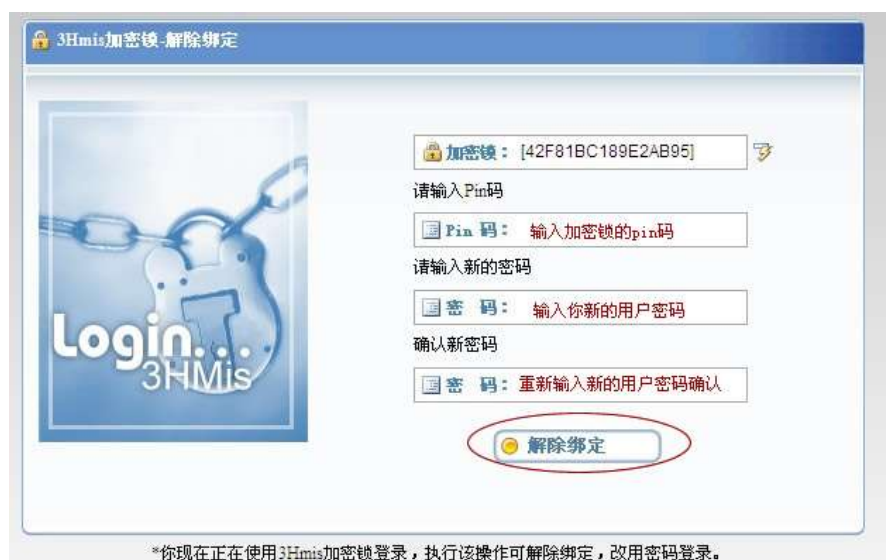 3Hmis加密锁-解除绑定
加密锁： [42F81BC189E2AB95]
请输入Pin码
Pin 码： 输入加密锁的pin码
请输入新的密码
密 码： 输入你新的用户密码
确认新密码
密 码： 重新输入新的用户密码确认
Login...
3HMis
解除绑定
*你现在正在使用3Hmis加密锁登录，执行该操作可解除绑定，改用密码登录。